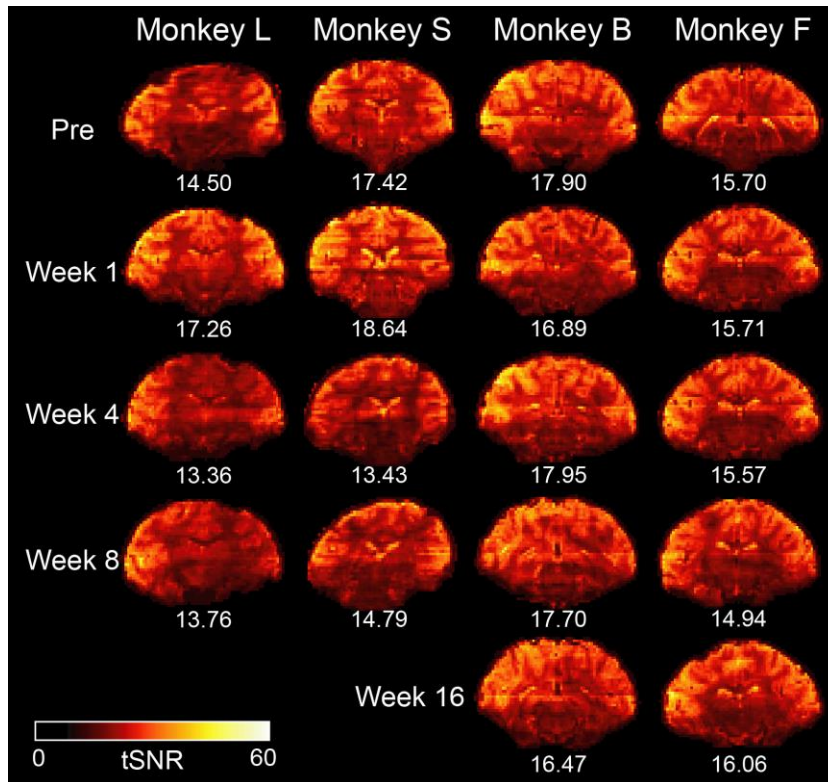 Monkey L Monkey S Monkey B Monkey F
Pre
14.50 17.42 17.90 15.70
Week 1
17.26 18.64 16.89 15.71
Week 4
13.36 13.43 17.95 15.57
Week 8
13.76 14.79 17.70 14.94
Week 16
16.47 16.06
0 tSNR 60